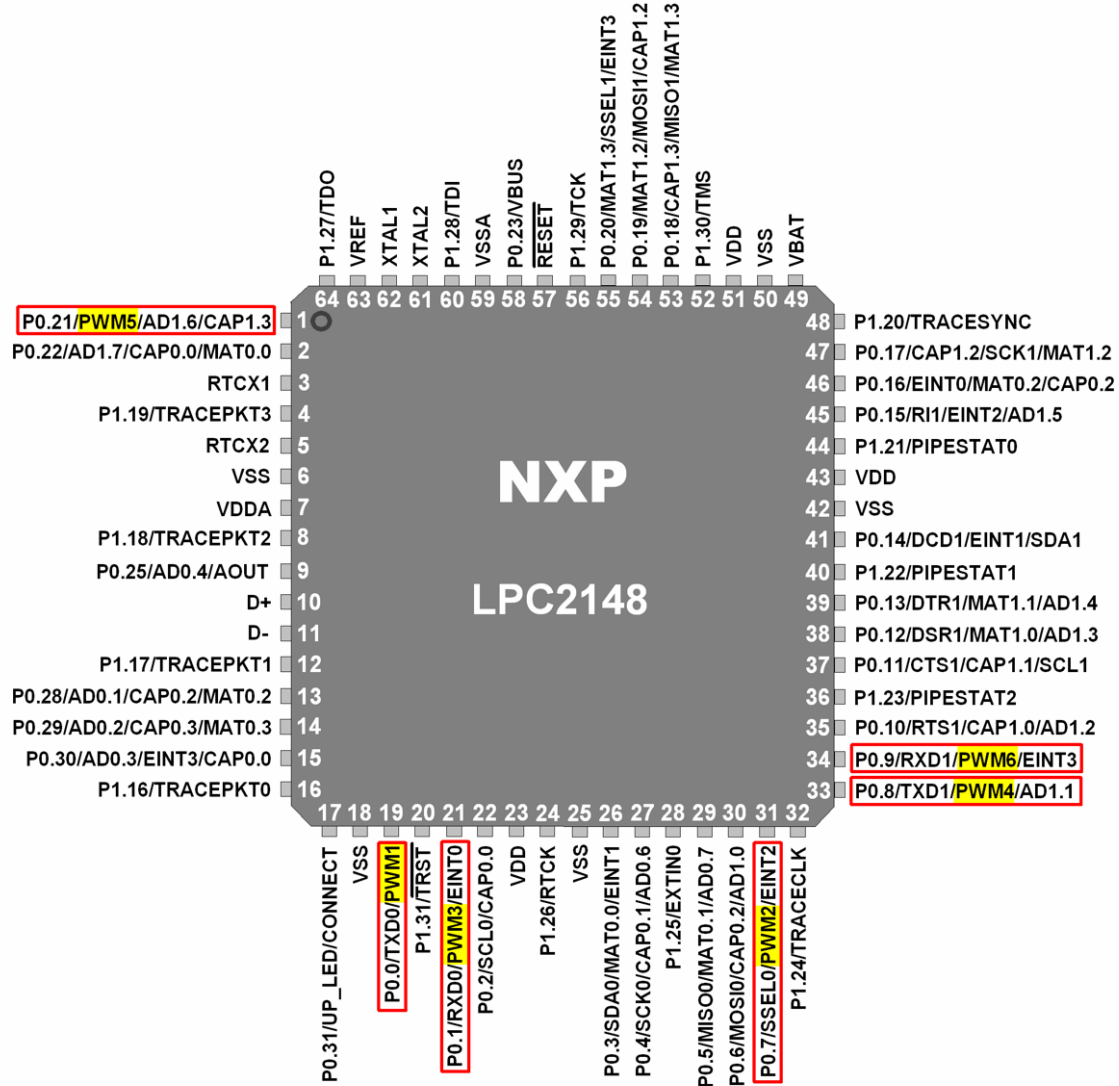 P1.27/TDO
VREF
XTAL1
XTAL2
P1.28/TDI
VSSA
P0.23/VBUS
RESET
P1.29/TCK
P0.20/MAT1.3/SSEL1/EINT3
P0.19/MAT1.2/MOSI1/CAP1.2
P0.18/CAP1.3/MISO1/MAT1.3
P1.30/TMS
VDD
VSS
VBAT
64 63 62 61 60 59 58 57 56 55 54 53 52 51 50 49
P0.21/PWM5/AD1.6/CAP1.3 1
P0.22/AD1.7/CAP0.0/MAT0.0 2
RTCX1 3
P1.19/TRACEPKT3 4
RTCX2 5
VSS 6
VDDA 7
P1.18/TRACEPKT2 8
P0.25/AD0.4/AOUT 9
D+ 10
D- 11
P1.17/TRACEPKT1 12
P0.28/AD0.1/CAP0.2/MAT0.2 13
P0.29/AD0.2/CAP0.3/MAT0.3 14
P0.30/AD0.3/EINT3/CAP0.0 15
P1.16/TRACEPKT0 16
NXP
LPC2148
48 P1.20/TRACESYNC
47 P0.17/CAP1.2/SCK1/MAT1.2
46 P0.16/EINT0/MAT0.2/CAP0.2
45 P0.15/RI1/EINT2/AD1.5
44 P1.21/PIPESTAT0
43 VDD
42 VSS
41 P0.14/DCD1/EINT1/SDA1
40 P1.22/PIPESTAT1
39 P0.13/DTR1/MAT1.1/AD1.4
38 P0.12/DSR1/MAT1.0/AD1.3
37 P0.11/CTS1/CAP1.1/SCL1
36 P1.23/PIPESTAT2
35 P0.10/RTS1/CAP1.0/AD1.2
34 P0.9/RXD1/PWM6/EINT3
33 P0.8/TXD1/PWM4/AD1.1
17 18 19 20 21 22 23 24 25 26 27 28 29 30 31 32
P0.31/UP_LED/CONNECT
VSS
P0.0/TXD0/PWM1
P1.31/TRST
P0.1/RXD0/PWM3/EINT0
P0.2/SCL0/CAP0.0
VDD
P1.26/RTCK
VSS
P0.3/SDA0/MAT0.0/EINT1
P0.4/SCK0/CAP0.1/AD0.6
P1.25/EXTIN0
P0.5/MISO0/MAT0.1/AD0.7
P0.6/MOSI0/CAP0.2/AD1.0
P0.7/SSEL0/PWM2/EINT2
P1.24/TRACECLK